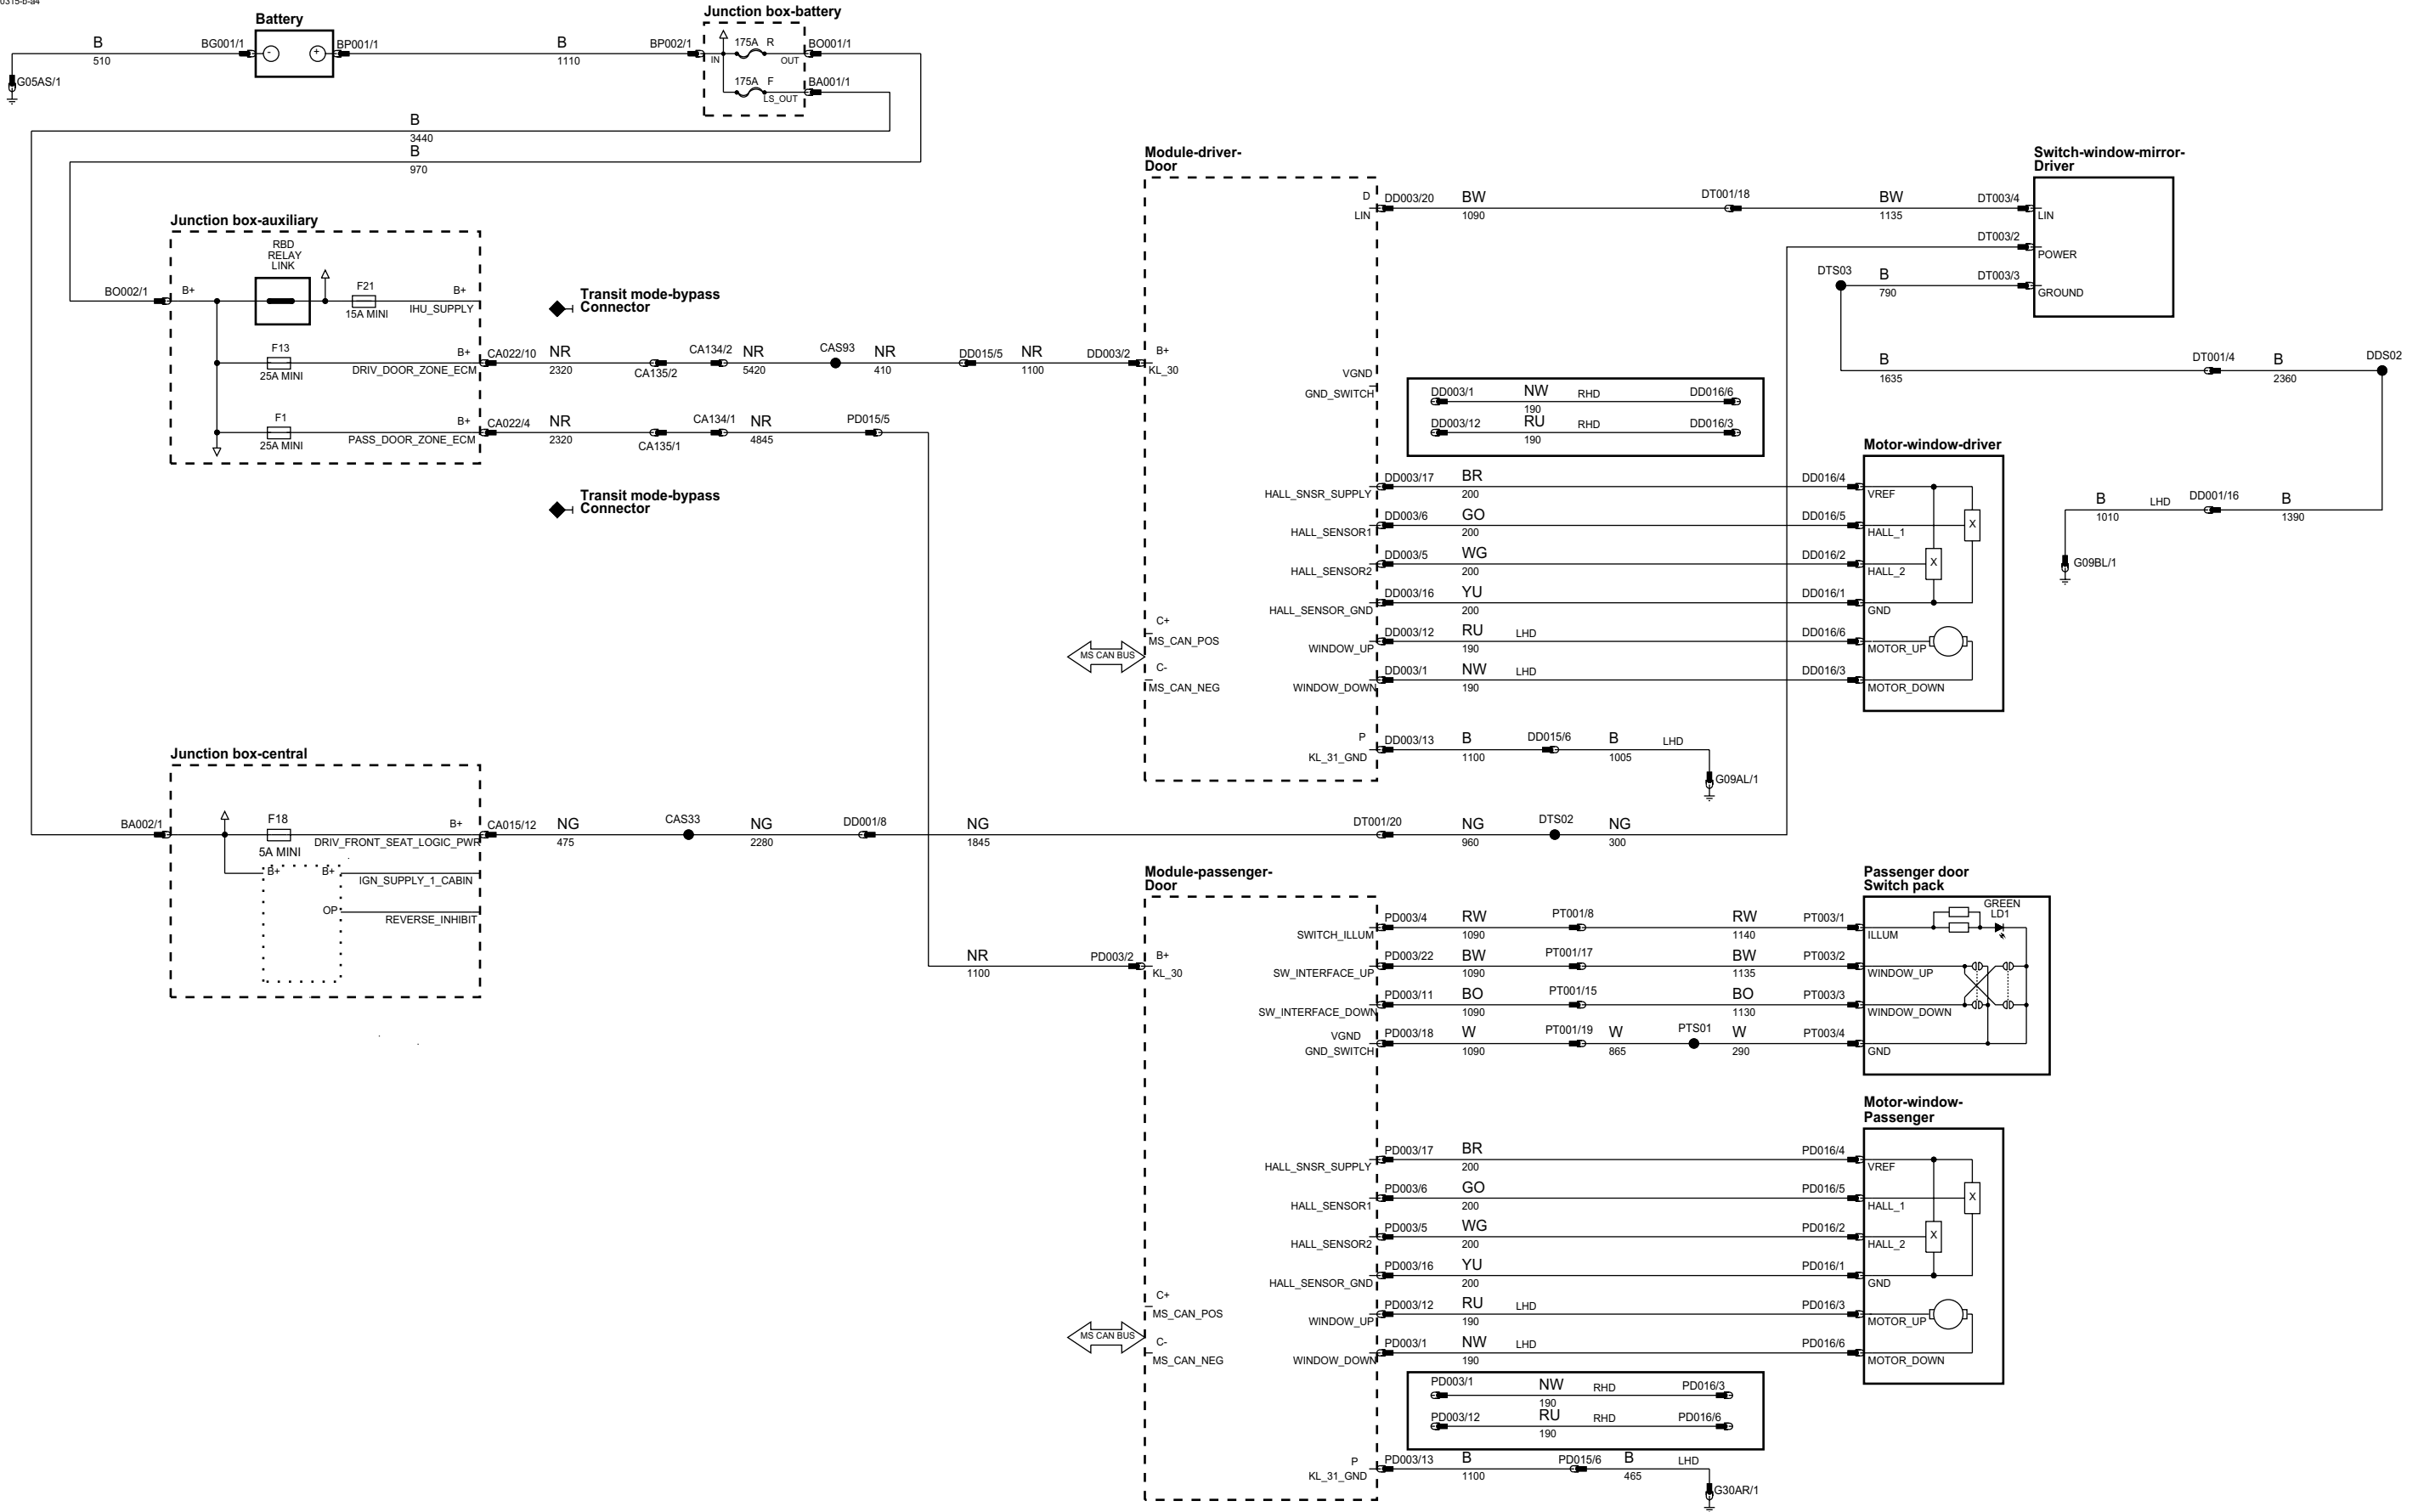 0315-b-a4
Battery
Junction box-battery
B
510
BG001/1
-
+
BP001/1
B
1110
BP002/1
IN
175A R
OUT
BO001/1
175A F
LS_OUT
BA001/1
G05AS/1
B
3440
B
970
Junction box-auxiliary
RBD
RELAY
LINK
BO002/1
B+
F21
15A MINI
B+
IHU_SUPPLY
F13
25A MINI
B+
DRIV_DOOR_ZONE_ECM
F1
25A MINI
B+
PASS_DOOR_ZONE_ECM
Transit mode-bypass
Connector
CA022/10
NR
2320
CA135/2
CA134/2
NR
5420
CAS93
NR
410
DD015/5
NR
1100
DD003/2
CA022/4
NR
2320
CA135/1
CA134/1
NR
4845
PD015/5
Transit mode-bypass
Connector
Junction box-central
BA002/1
F18
5A MINI
B+
DRIV_FRONT_SEAT_LOGIC_PWR
B+
B+
IGN_SUPPLY_1_CABIN
OP
REVERSE_INHIBIT
CA015/12
NG
475
CAS33
NG
2280
DD001/8
NG
1845
DT001/20
NG
960
DTS02
NG
300
NR
1100
PD003/2
Module-driver-
Door
D
LIN
B+
KL_30
VGND
GND_SWITCH
HALL_SNSR_SUPPLY
HALL_SENSOR1
HALL_SENSOR2
HALL_SENSOR_GND
C+
MS_CAN_POS
MS CAN BUS
C-
MS_CAN_NEG
WINDOW_UP
WINDOW_DOWN
P
KL_31_GND
DD003/20
BW
1090
DT001/18
BW
1135
DT003/4
Switch-window-mirror-
Driver
LIN
DT003/2
POWER
DTS03
B
790
DT003/3
GROUND
B
1635
DT001/4
B
2360
DDS02
B
1010
LHD
DD001/16
B
1390
G09BL/1
DD003/1
NW
190
RHD
DD016/6
DD003/12
RU
190
RHD
DD016/3
Motor-window-driver
DD003/17
BR
200
DD016/4
VREF
DD003/6
GO
200
DD016/5
HALL_1
X
DD003/5
WG
200
DD016/2
HALL_2
X
DD003/16
YU
200
DD016/1
GND
DD003/12
RU
190
LHD
DD016/6
MOTOR_UP
DD003/1
NW
190
LHD
DD016/3
MOTOR_DOWN
DD003/13
B
1100
DD015/6
B
1005
LHD
G09AL/1
Module-passenger-
Door
SWITCH_ILLUM
B+
KL_30
SW_INTERFACE_UP
SW_INTERFACE_DOWN
VGND
GND_SWITCH
HALL_SNSR_SUPPLY
HALL_SENSOR1
HALL_SENSOR2
HALL_SENSOR_GND
C+
MS_CAN_POS
MS CAN BUS
C-
MS_CAN_NEG
WINDOW_UP
WINDOW_DOWN
P
KL_31_GND
Passenger door
Switch pack
PD003/4
RW
1090
PT001/8
RW
1140
PT003/1
ILLUM
GREEN
LD1
PD003/22
BW
1090
PT001/17
BW
1135
PT003/2
WINDOW_UP
PD003/11
BO
1090
PT001/15
BO
1130
PT003/3
WINDOW_DOWN
PD003/18
W
1090
PT001/19
W
865
PTS01
W
290
PT003/4
GND
Motor-window-
Passenger
PD003/17
BR
200
PD016/4
VREF
PD003/6
GO
200
PD016/5
HALL_1
X
PD003/5
WG
200
PD016/2
HALL_2
X
PD003/16
YU
200
PD016/1
GND
PD003/12
RU
190
LHD
PD016/3
MOTOR_UP
PD003/1
NW
190
LHD
PD016/6
MOTOR_DOWN
PD003/1
NW
190
RHD
PD016/3
PD003/12
RU
190
RHD
PD016/6
PD003/13
B
1100
PD015/6
B
465
LHD
G30AR/1